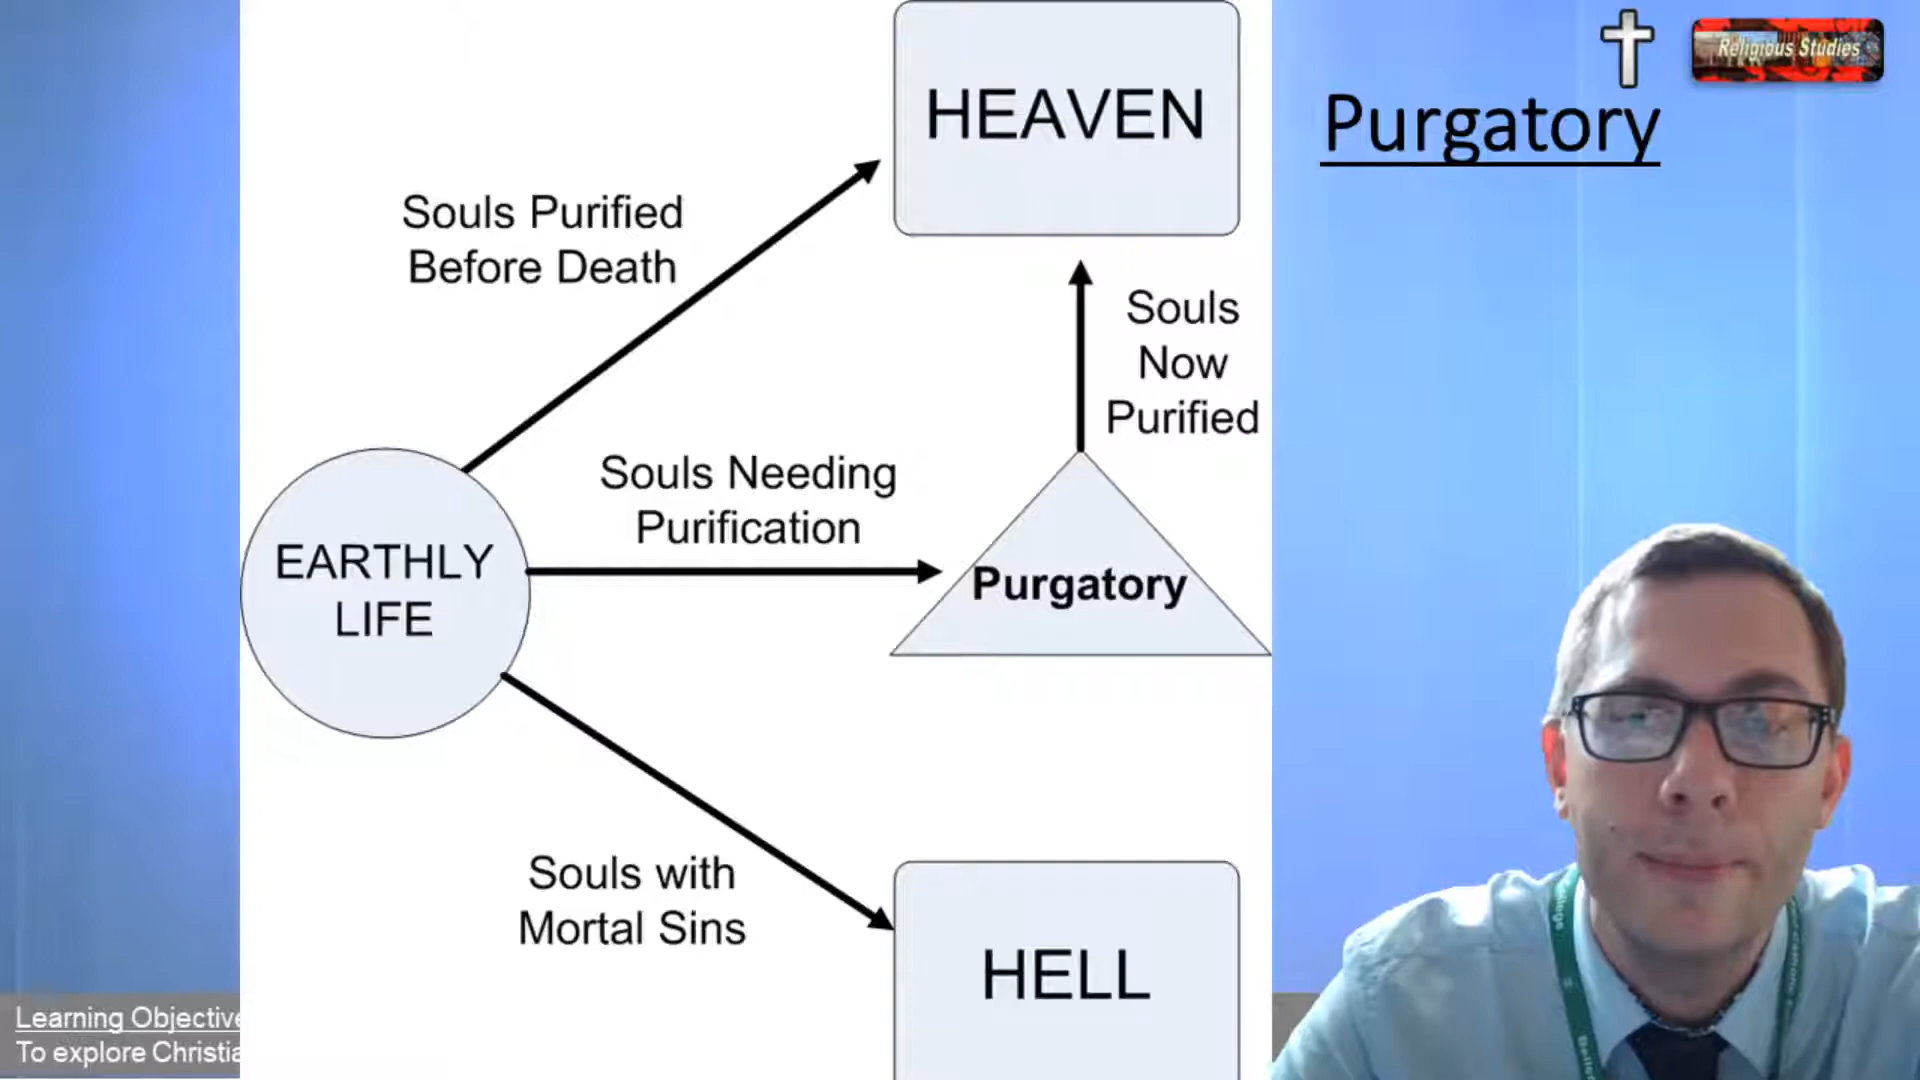 Religious Studies
Purgatory
HEAVEN
Souls Purified
Before Death
Souls
Now
Purified
Souls Needing
Purification
EARTHLY
LIFE
Purgatory
Souls with
Mortal Sins
HELL
Learning Objective
To explore Christia